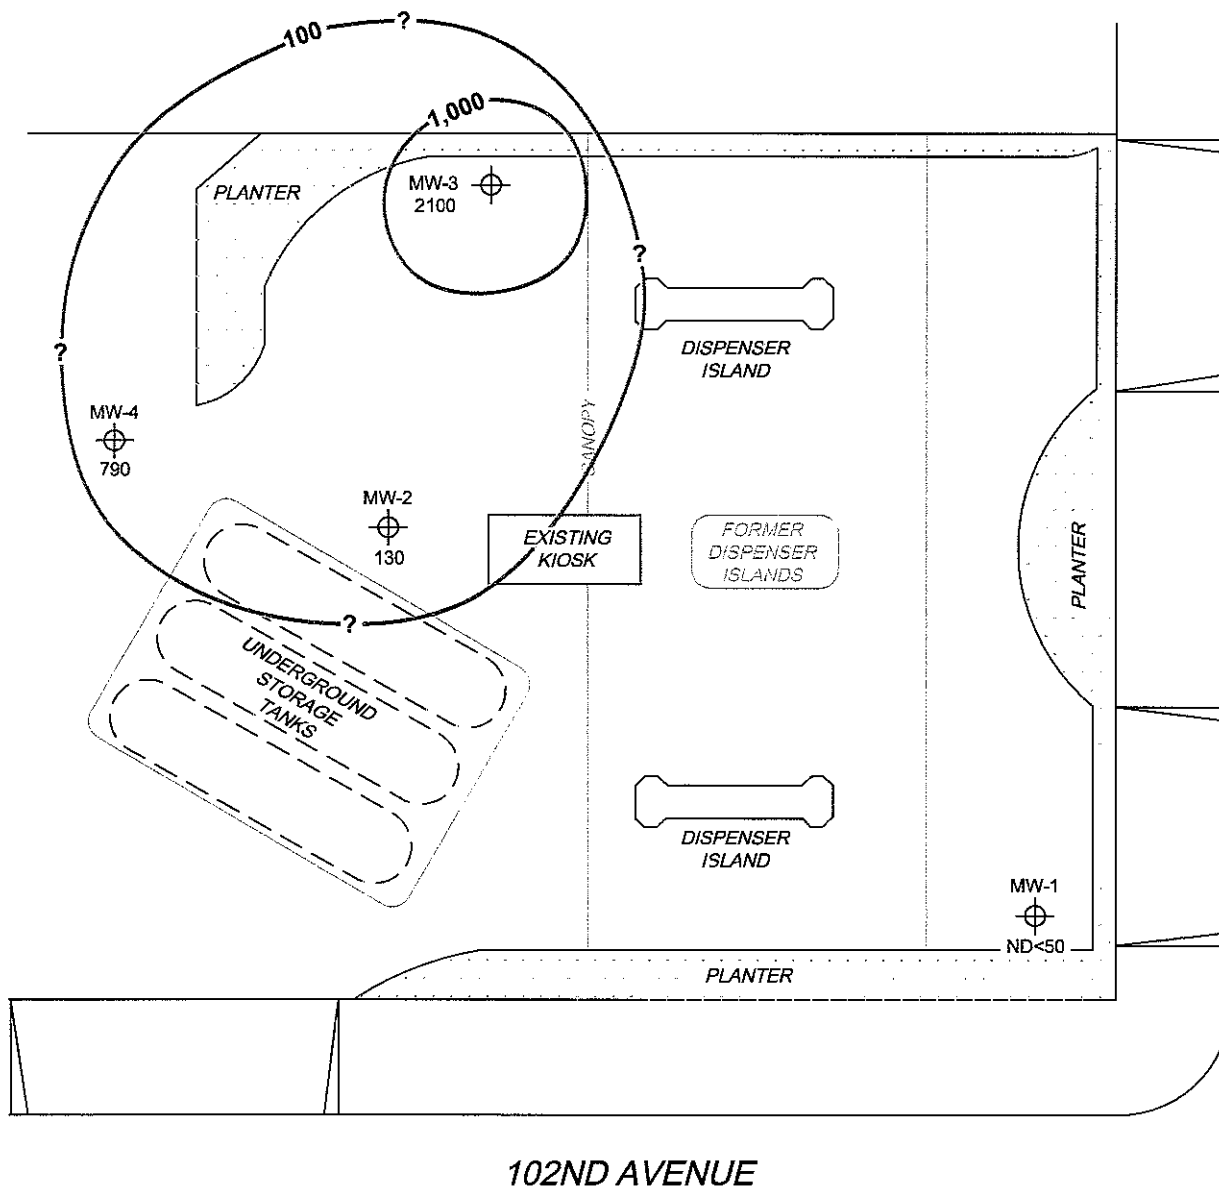 ?
100
1,000
MW-3
2100
PLANTER
?
DISPENSER
ISLAND
?
CANOPY
MW-4
790
MW-2
130
EXISTING
KIOSK
FORMER
DISPENSER
ISLANDS
PLANTER
?
UNDERGROUND
STORAGE
TANKS
DISPENSER
ISLAND
MW-1
ND<50
PLANTER
102ND AVENUE